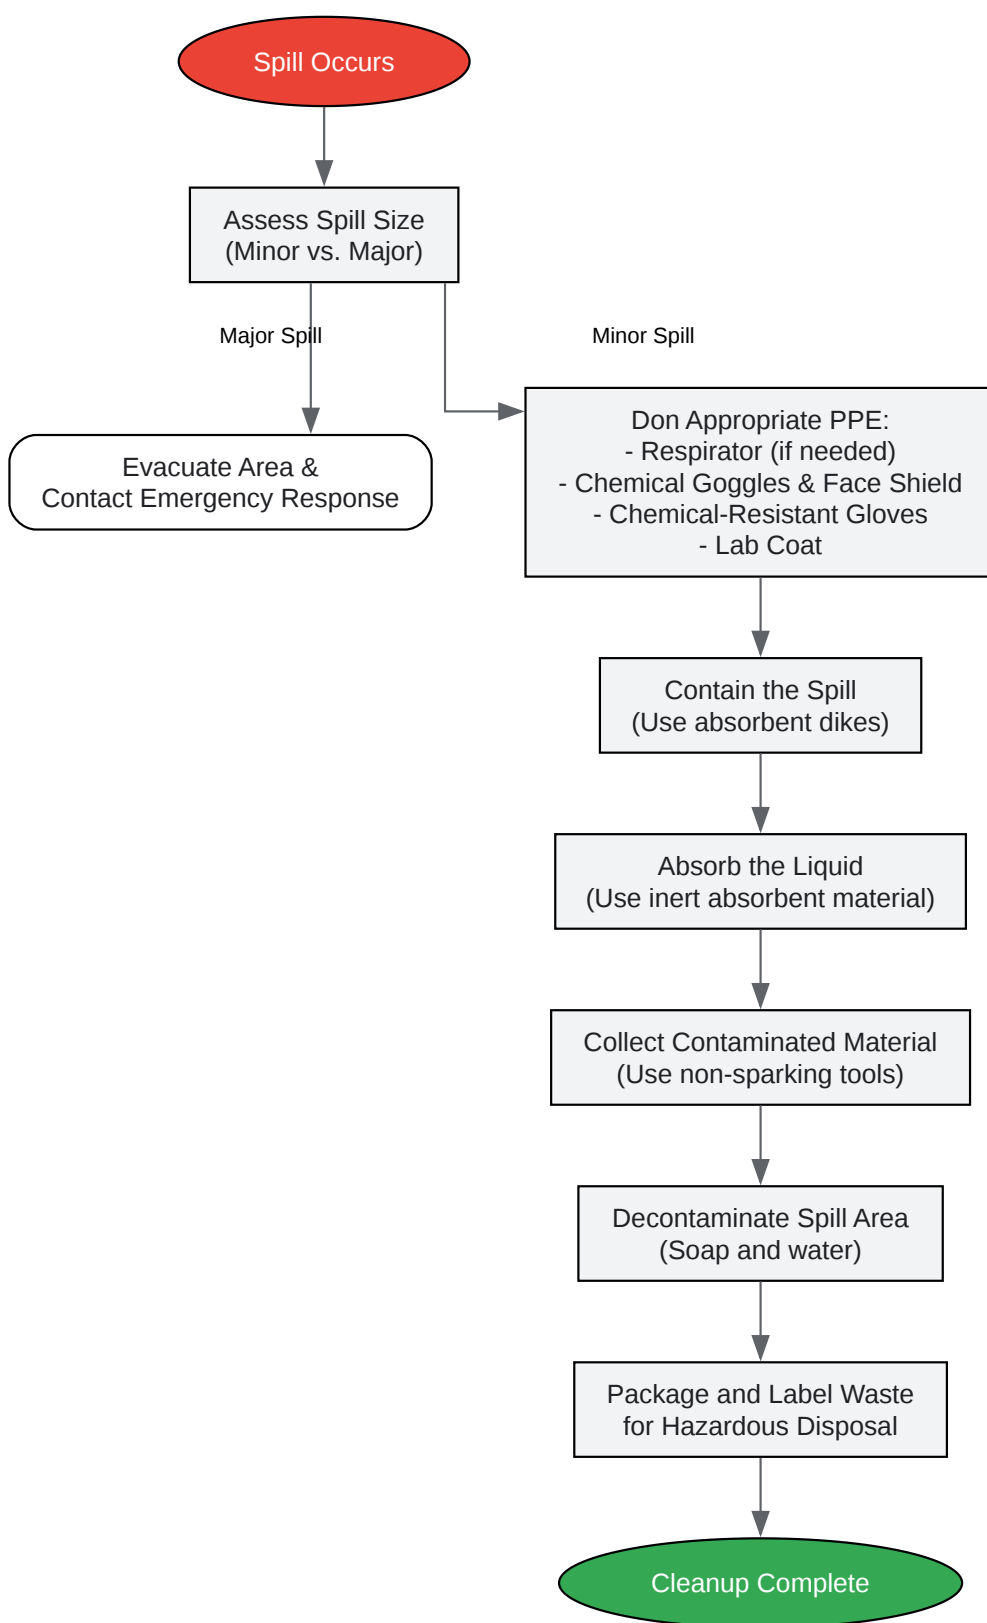 Spill Occurs
Assess Spill Size
(Minor vs. Major)
Major Spill
Minor Spill
Evacuate Area &
Contact Emergency Response
Don Appropriate PPE:
- Respirator (if needed)
- Chemical Goggles & Face Shield
- Chemical-Resistant Gloves
- Lab Coat
Contain the Spill
(Use absorbent dikes)
Absorb the Liquid
(Use inert absorbent material)
Collect Contaminated Material
(Use non-sparking tools)
Decontaminate Spill Area
(Soap and water)
Package and Label Waste
for Hazardous Disposal
Cleanup Complete